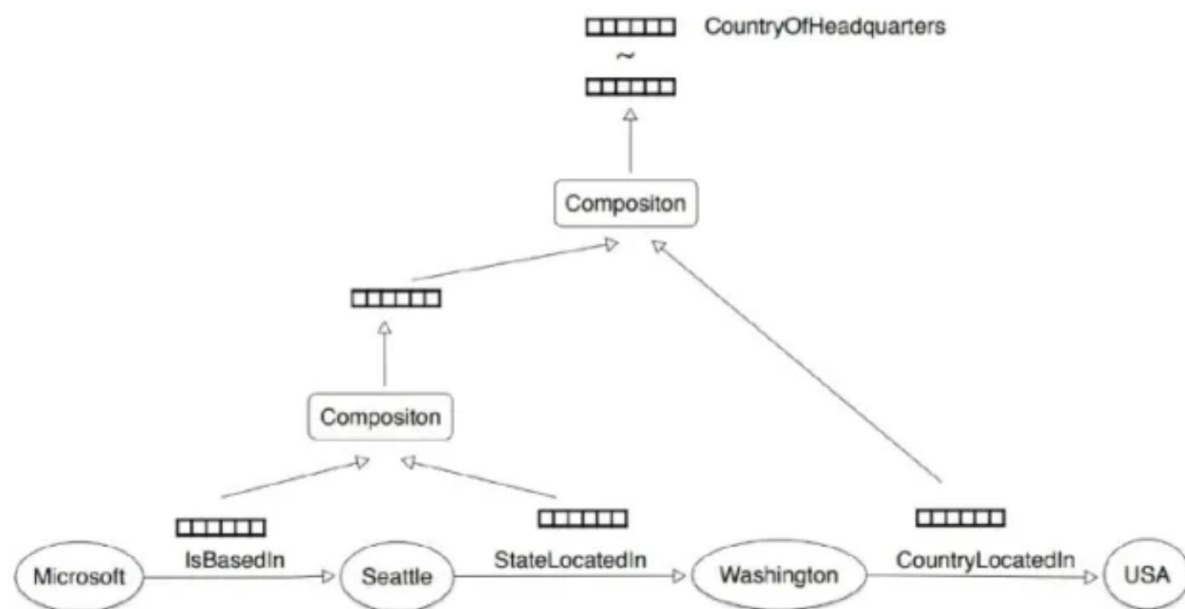 CountryOfHeadquarters
~
Compositon
Compositon
IsBasedIn
StateLocatedIn
CountryLocatedIn
Microsoft
Seattle
Washington
USA